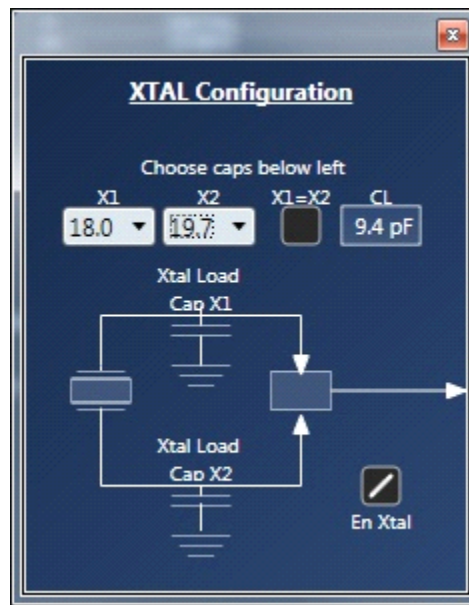 XTAL Configuration
Choose caps below left
X1 X2 X1=X2 CL
18.0 19.7 9.4 pF
Xtal Load
Cap X1
Xtal Load
Cap X2
En Xtal